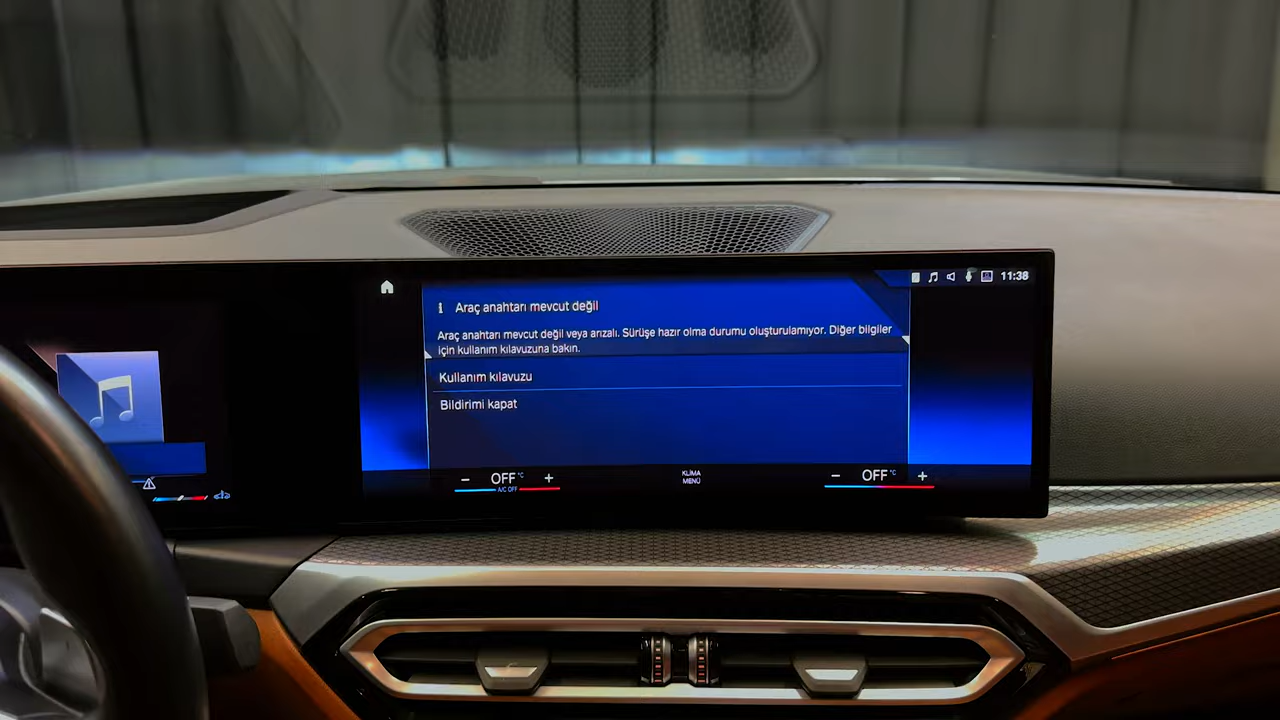 11:38
Araç anahtarı mevcut değil
Araç anahtarı mevcut değil veya arızalı. Sürüşe hazır olma durumu oluşturulamıyor. Diğer bilgiler
için kullanım kılavuzuna bakın.
Kullanım kılavuzu
Bildirimi kapat
− OFF °C +
A/C OFF
KLİMA
MENÜ
− OFF °C +